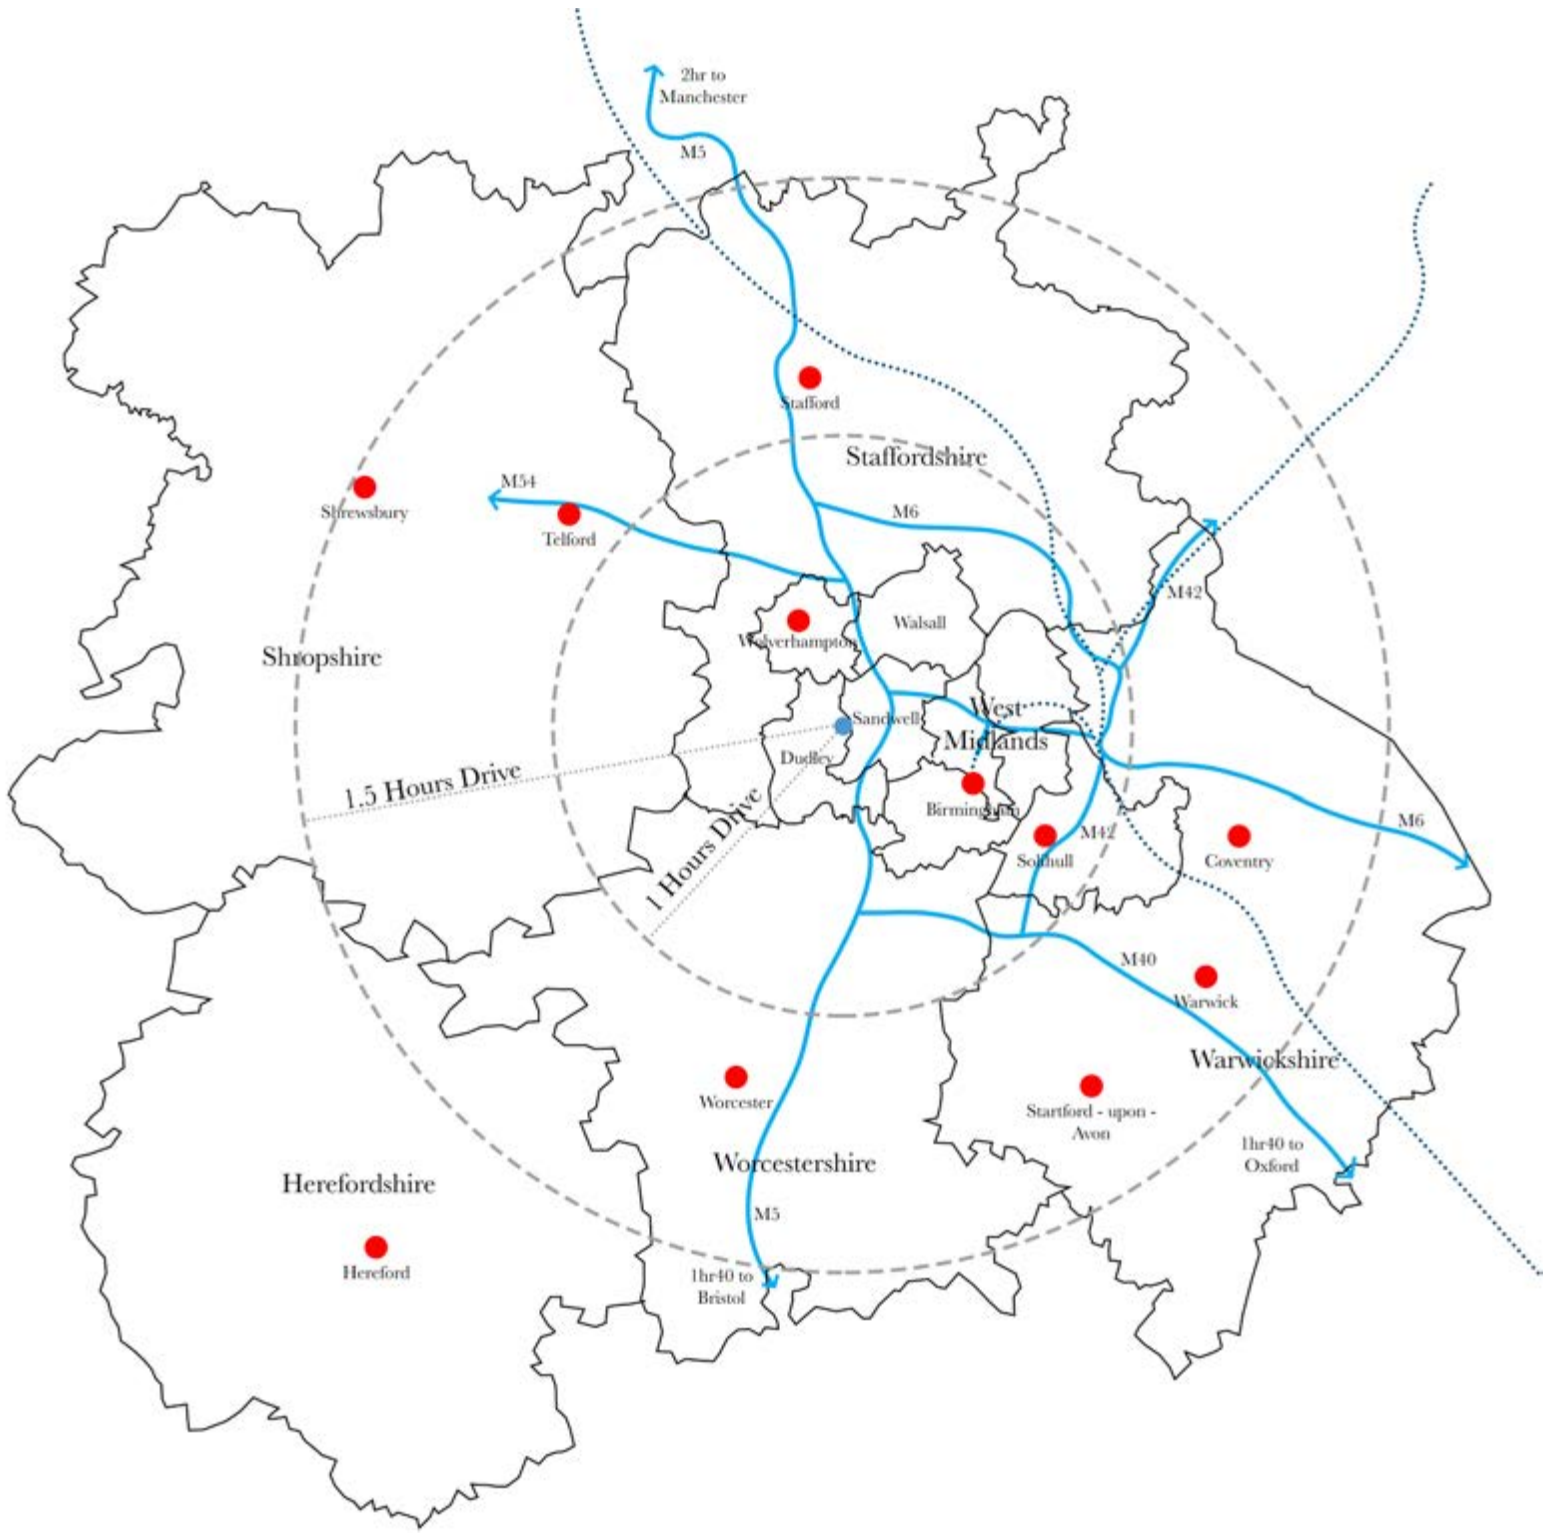 2hr to
Manchester
M5
Stafford
Staffordshire
M54
Shrewsbury
Telford
M6
M42
Walsall
Wolverhampton
Shropshire
West
Midlands
Sandwell
Dudley
1.5 Hours Drive
1 Hours Drive
Birmingham
M6
M42
Solihull
Coventry
M40
Warwick
Warwickshire
Worcester
Startford - upon -
Avon
1hr40 to
Oxford
Worcestershire
Herefordshire
M5
Hereford
1hr40 to
Bristol